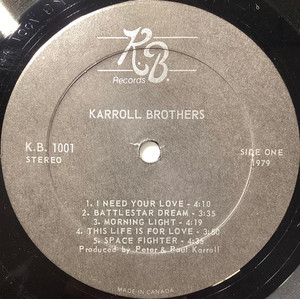 K.B.
Records
KARROLL BROTHERS
K.B. 1001
STEREO
SIDE ONE
1979
1. I NEED YOUR LOVE - 4:10
2. BATTLESTAR DREAM - 3:35
3. MORNING LIGHT - 4:19
4. THIS LIFE IS FOR LOVE - 3:50
5. SPACE FIGHTER - 4:35
Produced by Peter & Paul Karroll
MADE IN CANADA